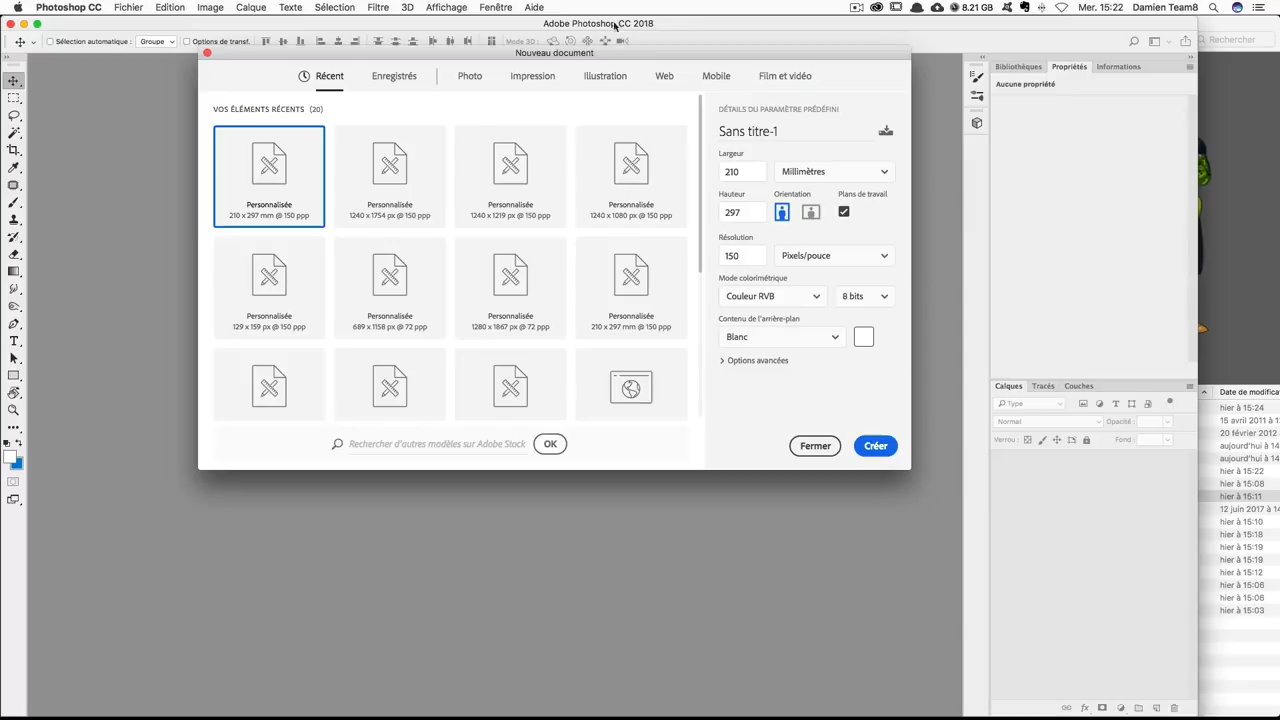 Photoshop CC Fichier Edition Image Calque Texte Sélection Filtre 3D Affichage Fenêtre Aide 8.21 GB Mer. 15:22 Damien Team8
Adobe Photoshop CC 2018
Sélection automatique : Groupe Options de transf. Mode 3D : Rechercher
Nouveau document
Récent Enregistrés Photo Impression Illustration Web Mobile Film et vidéo
Bibliothèques Propriétés Informations
Aucune propriété
VOS ÉLÉMENTS RÉCENTS (20)
DÉTAILS DU PARAMÈTRE PRÉDÉFINI
Sans titre-1
Largeur
210 Millimètres
Hauteur Orientation Plans de travail
297
Personnalisée Personnalisée Personnalisée Personnalisée
210 x 297 mm @ 150 ppp 1240 x 1754 px @ 150 ppp 1240 x 1219 px @ 150 ppp 1240 x 1080 px @ 150 ppp
Résolution
150 Pixels/pouce
Mode colorimétrique
Couleur RVB 8 bits
Contenu de l'arrière-plan
Blanc
Options avancées
Personnalisée Personnalisée Personnalisée Personnalisée
129 x 159 px @ 150 ppp 689 x 1158 px @ 72 ppp 1280 x 1867 px @ 72 ppp 210 x 297 mm @ 150 ppp
Rechercher d'autres modèles sur Adobe Stock OK
Fermer Créer
Calques Tracés Couches
Type
Normal Opacité :
Verrou : Fond :
fx
Date de modificat
hier à 15:24
15 avril 2011 à 1
20 février 2012
aujourd'hui à 14
aujourd'hui à 14
hier à 15:22
hier à 15:08
hier à 15:11
12 juin 2017 à 14
hier à 15:10
hier à 15:18
hier à 15:19
hier à 15:19
hier à 15:12
hier à 15:06
hier à 15:06
hier à 15:03